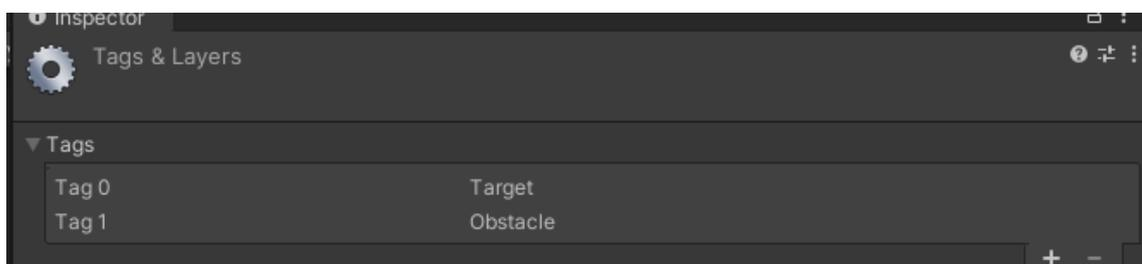 Inspector
Tags & Layers
Tags
Tag 0 Target
Tag 1 Obstacle